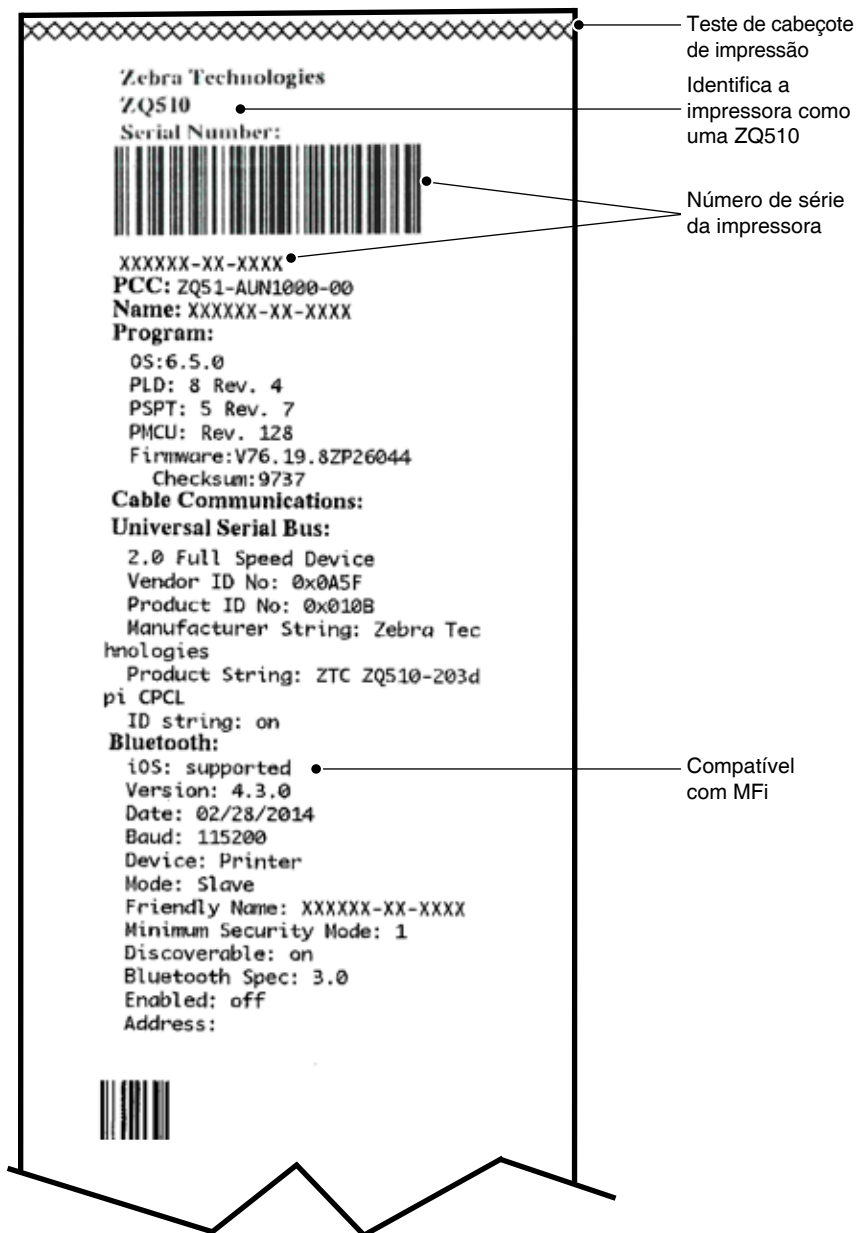 Teste de cabeçote
de impressão
Zebra Technologies
ZQ510
Serial Number:
Identifica a
impressora como
uma ZQ510
Número de série
da impressora
XXXXXX-XX-XXXX
PCC: ZQ51-AUN1000-00
Name: XXXXXX-XX-XXXX
Program:
OS:6.5.0
PLD: 8 Rev. 4
PSPT: 5 Rev. 7
PMCU: Rev. 128
Firmware:V76.19.8ZP26044
Checksum:9737
Cable Communications:
Universal Serial Bus:
2.0 Full Speed Device
Vendor ID No: 0x0A5F
Product ID No: 0x010B
Manufacturer String: Zebra Tec
hnologies
Product String: ZTC ZQ510-203d
pi CPCL
ID string: on
Bluetooth:
iOS: supported
Compatível
com MFi
Version: 4.3.0
Date: 02/28/2014
Baud: 115200
Device: Printer
Mode: Slave
Friendly Name: XXXXXX-XX-XXXX
Minimum Security Mode: 1
Discoverable: on
Bluetooth Spec: 3.0
Enabled: off
Address: